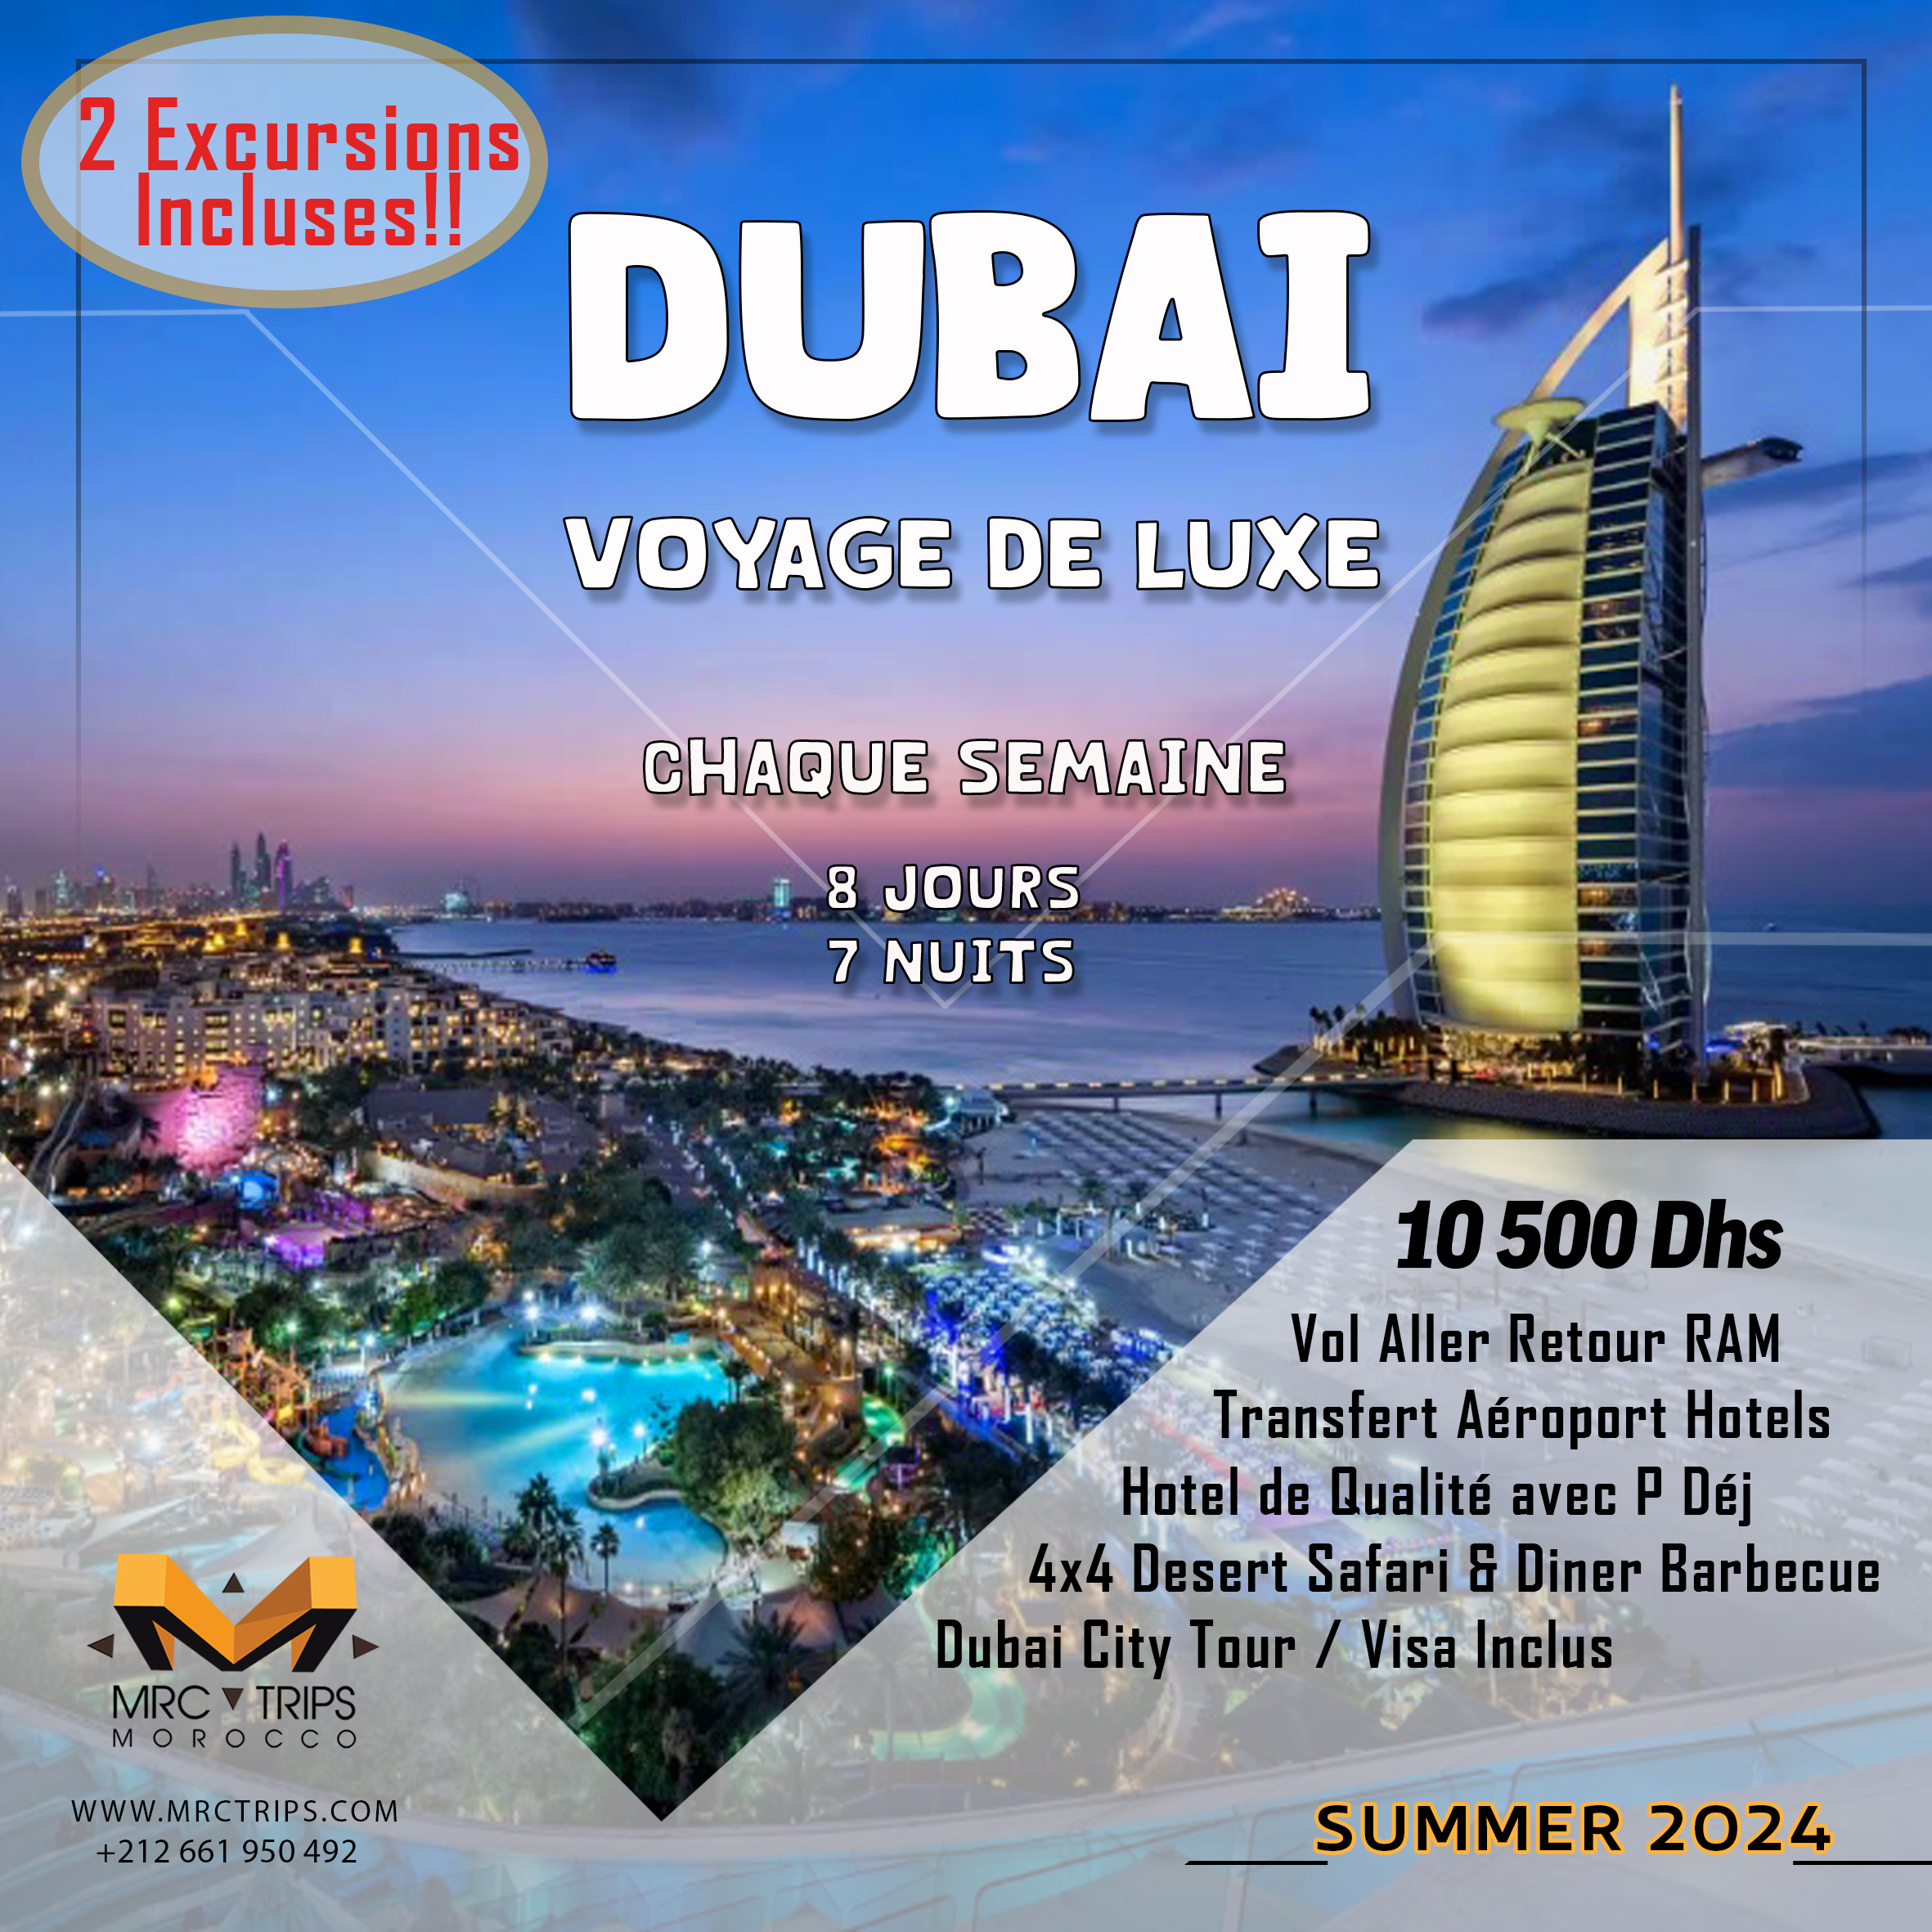 2 Excursions
Incluses!!
DUBAI
VOYAGE DE LUXE
CHAQUE SEMAINE
8 JOURS
7 NUITS
10 500 Dhs
Vol Aller Retour RAM
Transfert Aéroport Hotels
Hotel de Qualité avec P Déj
4x4 Desert Safari & Diner Barbecue
Dubai City Tour / Visa Inclus
MRC TRIPS
MOROCCO
WWW.MRCTRIPS.COM
+212 661 950 492
SUMMER 2024